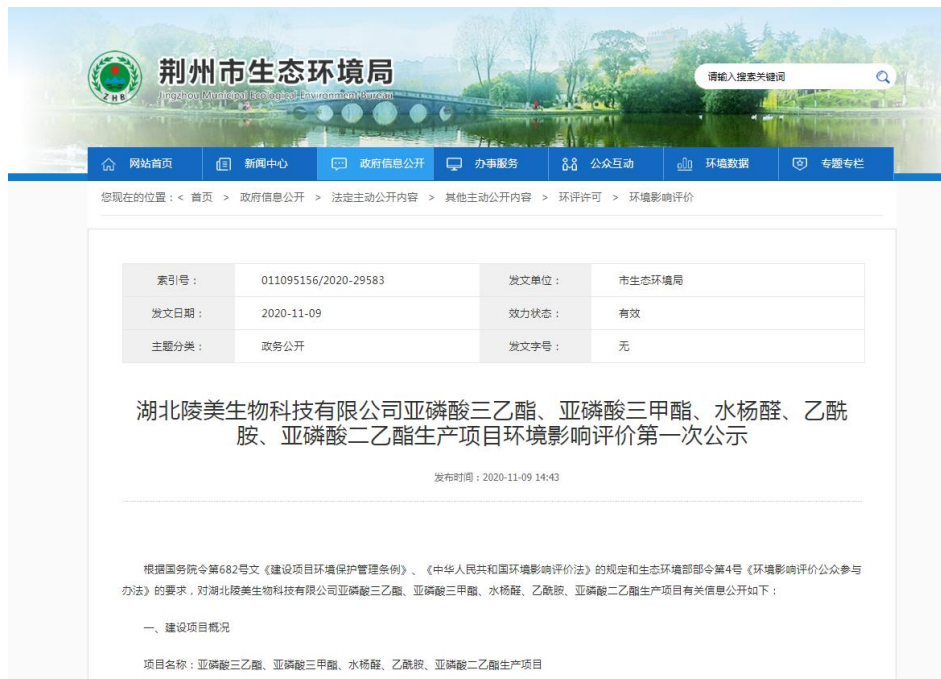 荆州市生态环境局
Jingzhou Municipal Ecological Environment Bureau
ZHB
请输入搜索关键词
网站首页 新闻中心 政府信息公开 办事服务 公众互动 环境数据 专题专栏
您现在的位置：< 首页 > 政府信息公开 > 法定主动公开内容 > 其他主动公开内容 > 环评许可 > 环境影响评价
索引号： 011095156/2020-29583 发文单位： 市生态环境局
发文日期： 2020-11-09 效力状态： 有效
主题分类： 政务公开 发文字号： 无
湖北陵美生物科技有限公司亚磷酸三乙酯、亚磷酸三甲酯、水杨醛、乙酰
胺、亚磷酸二乙酯生产项目环境影响评价第一次公示
发布时间：2020-11-09 14:43
根据国务院令第682号文《建设项目环境保护管理条例》、《中华人民共和国环境影响评价法》的规定和生态环境部部令第4号《环境影响评价公众参与
办法》的要求，对湖北陵美生物科技有限公司亚磷酸三乙酯、亚磷酸三甲酯、水杨醛、乙酰胺、亚磷酸二乙酯生产项目有关信息公开如下：
一、建设项目概况
项目名称：亚磷酸三乙酯、亚磷酸三甲酯、水杨醛、乙酰胺、亚磷酸二乙酯生产项目